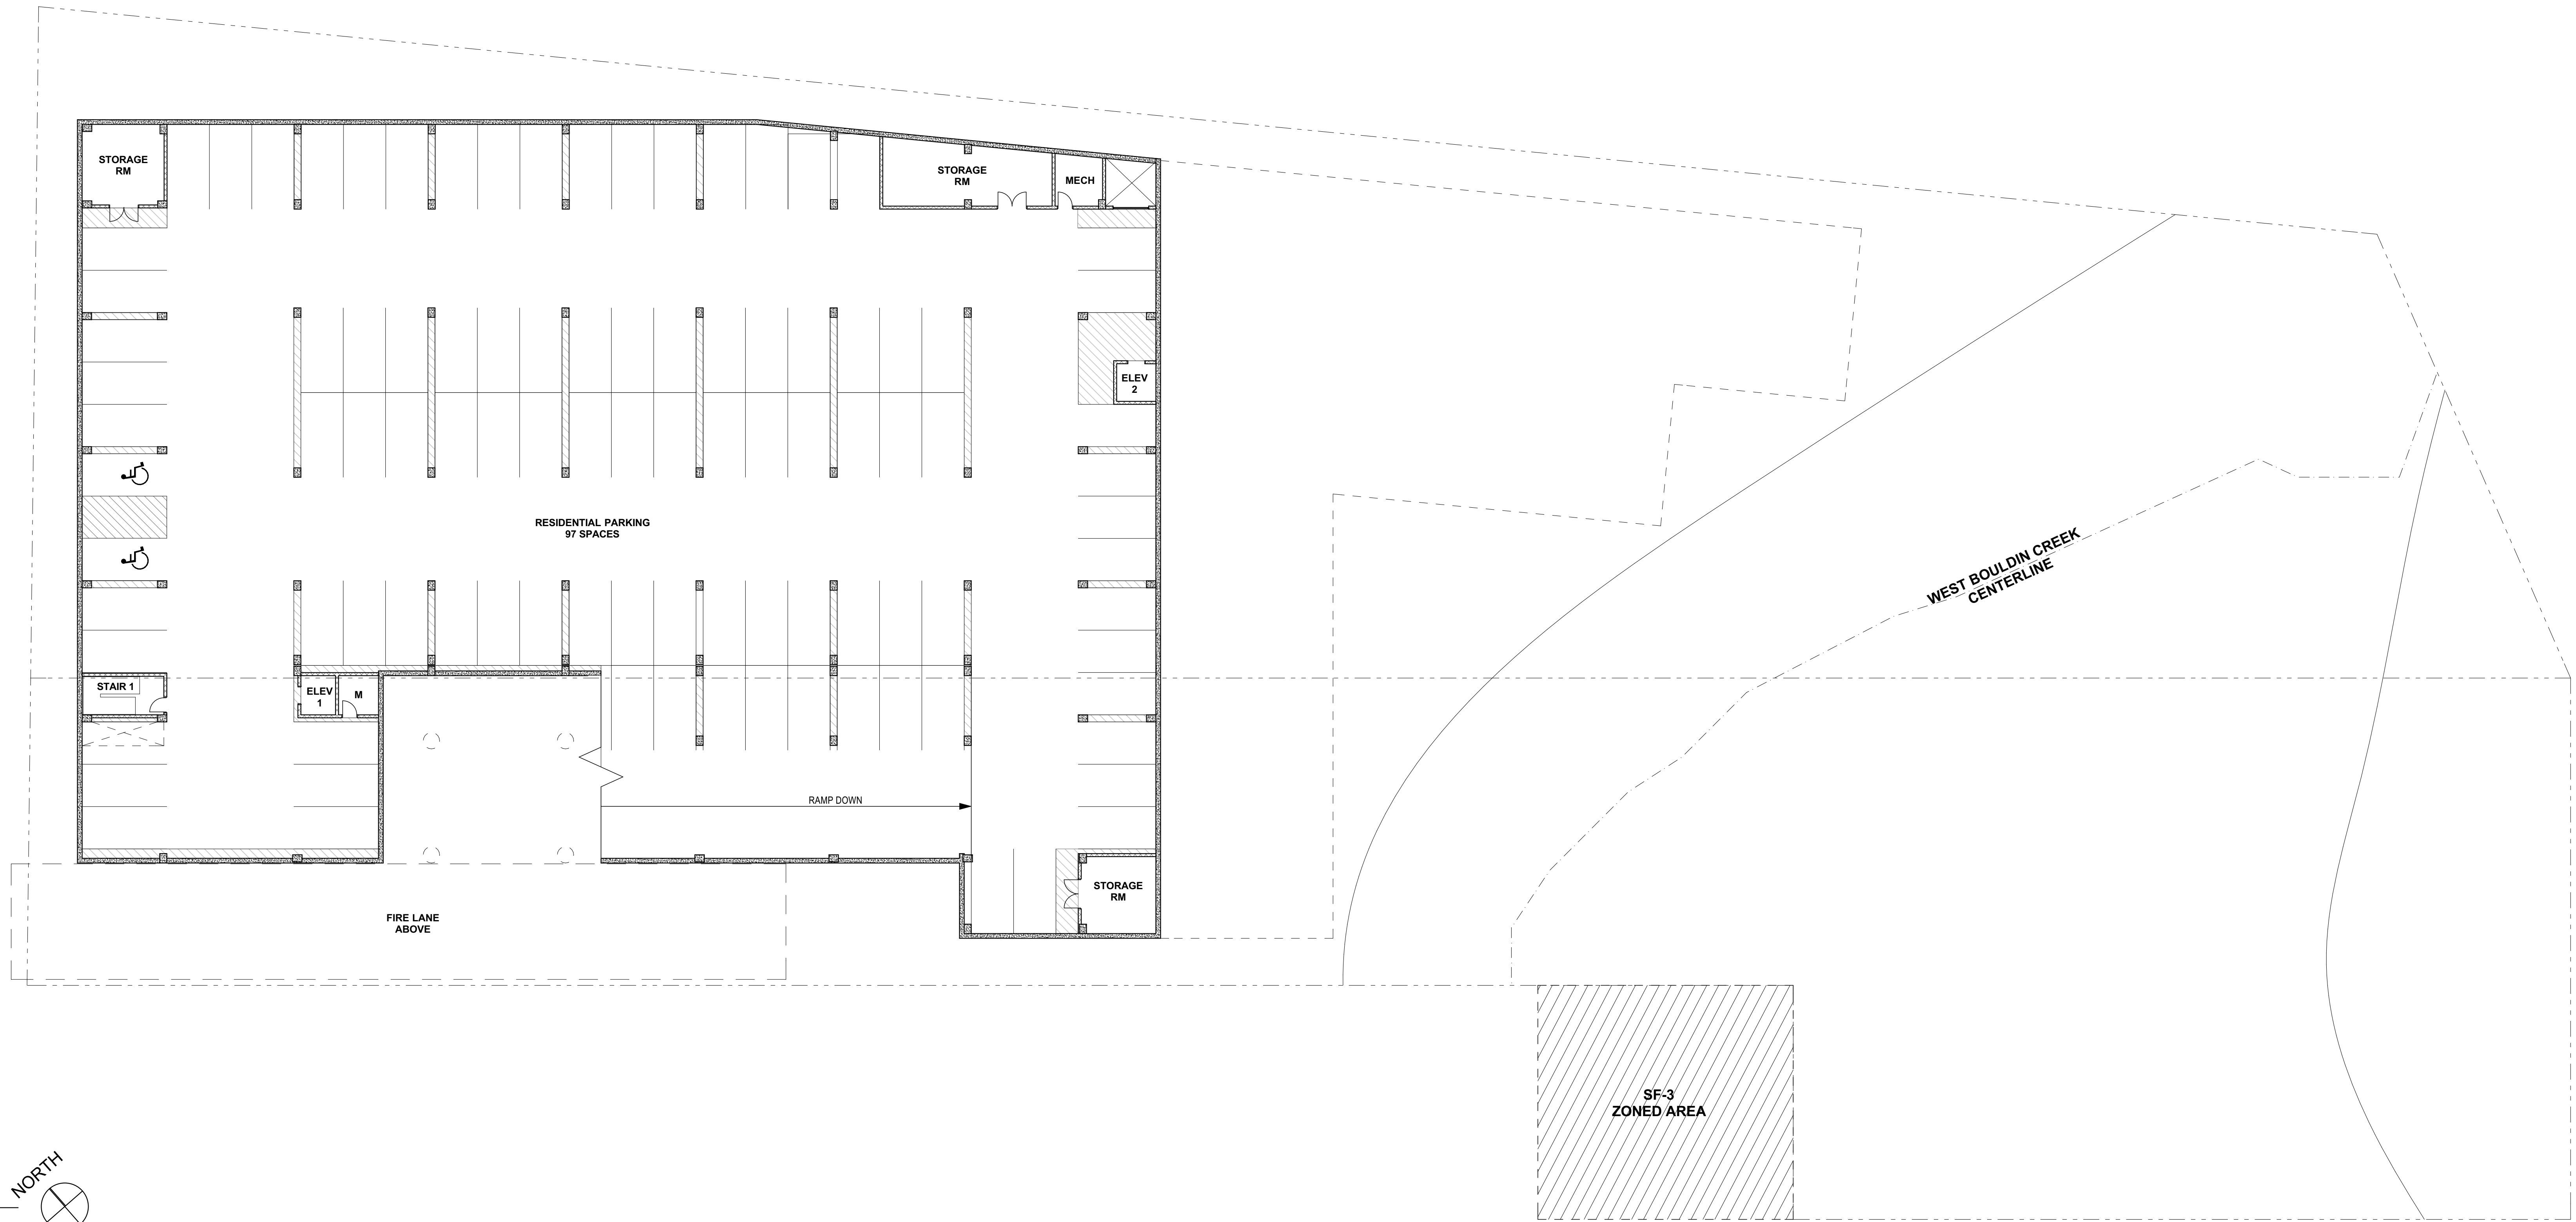 STORAGE
RM
STORAGE
RM
MECH
ELEV
2
RESIDENTIAL PARKING
97 SPACES
WEST BOULDIN CREEK
CENTERLINE
STAIR 1
ELEV
1
M
RAMP DOWN
STORAGE
RM
FIRE LANE
ABOVE
SF-3
ZONED AREA
NORTH